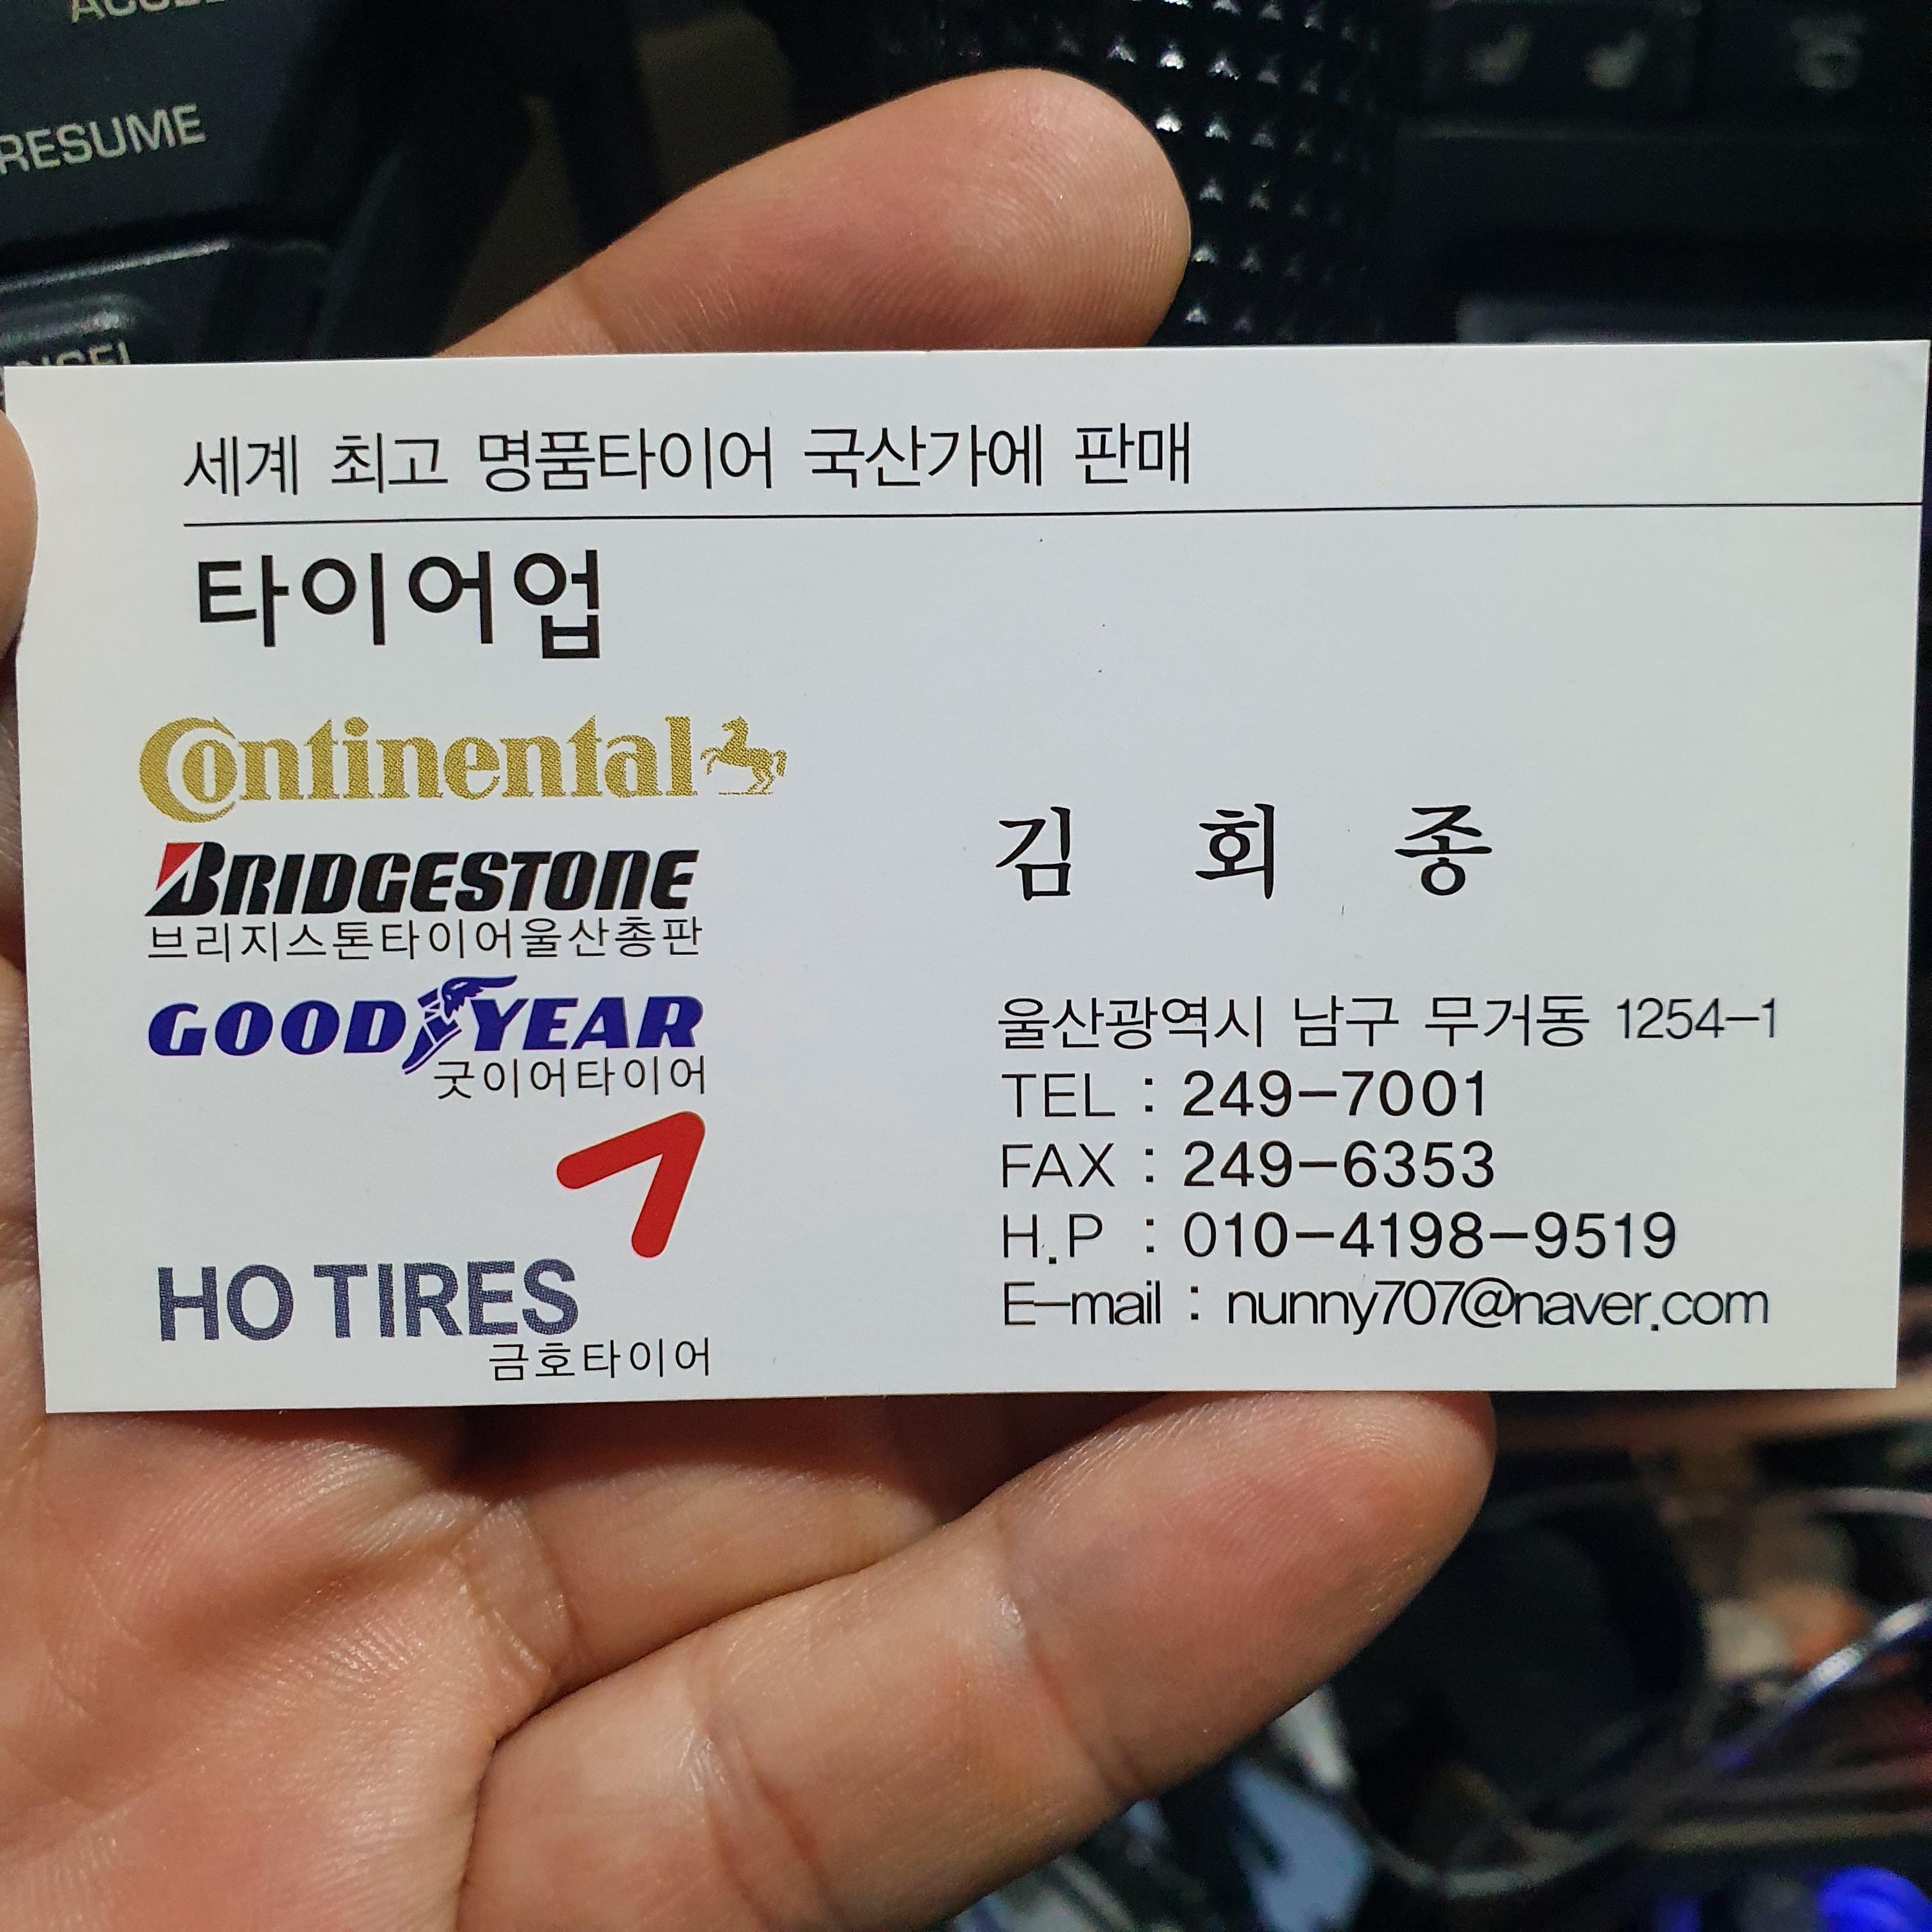 RESUME
세계 최고 명품타이어 국산가에 판매
타이어업
Continental
BRIDGESTONE
브리지스톤타이어울산총판
GOODYEAR
굿이어타이어
HO TIRES
금호타이어
김 회 종
울산광역시 남구 무거동 1254-1
TEL : 249-7001
FAX : 249-6353
H.P : 010-4198-9519
E-mail : nunny707@naver.com